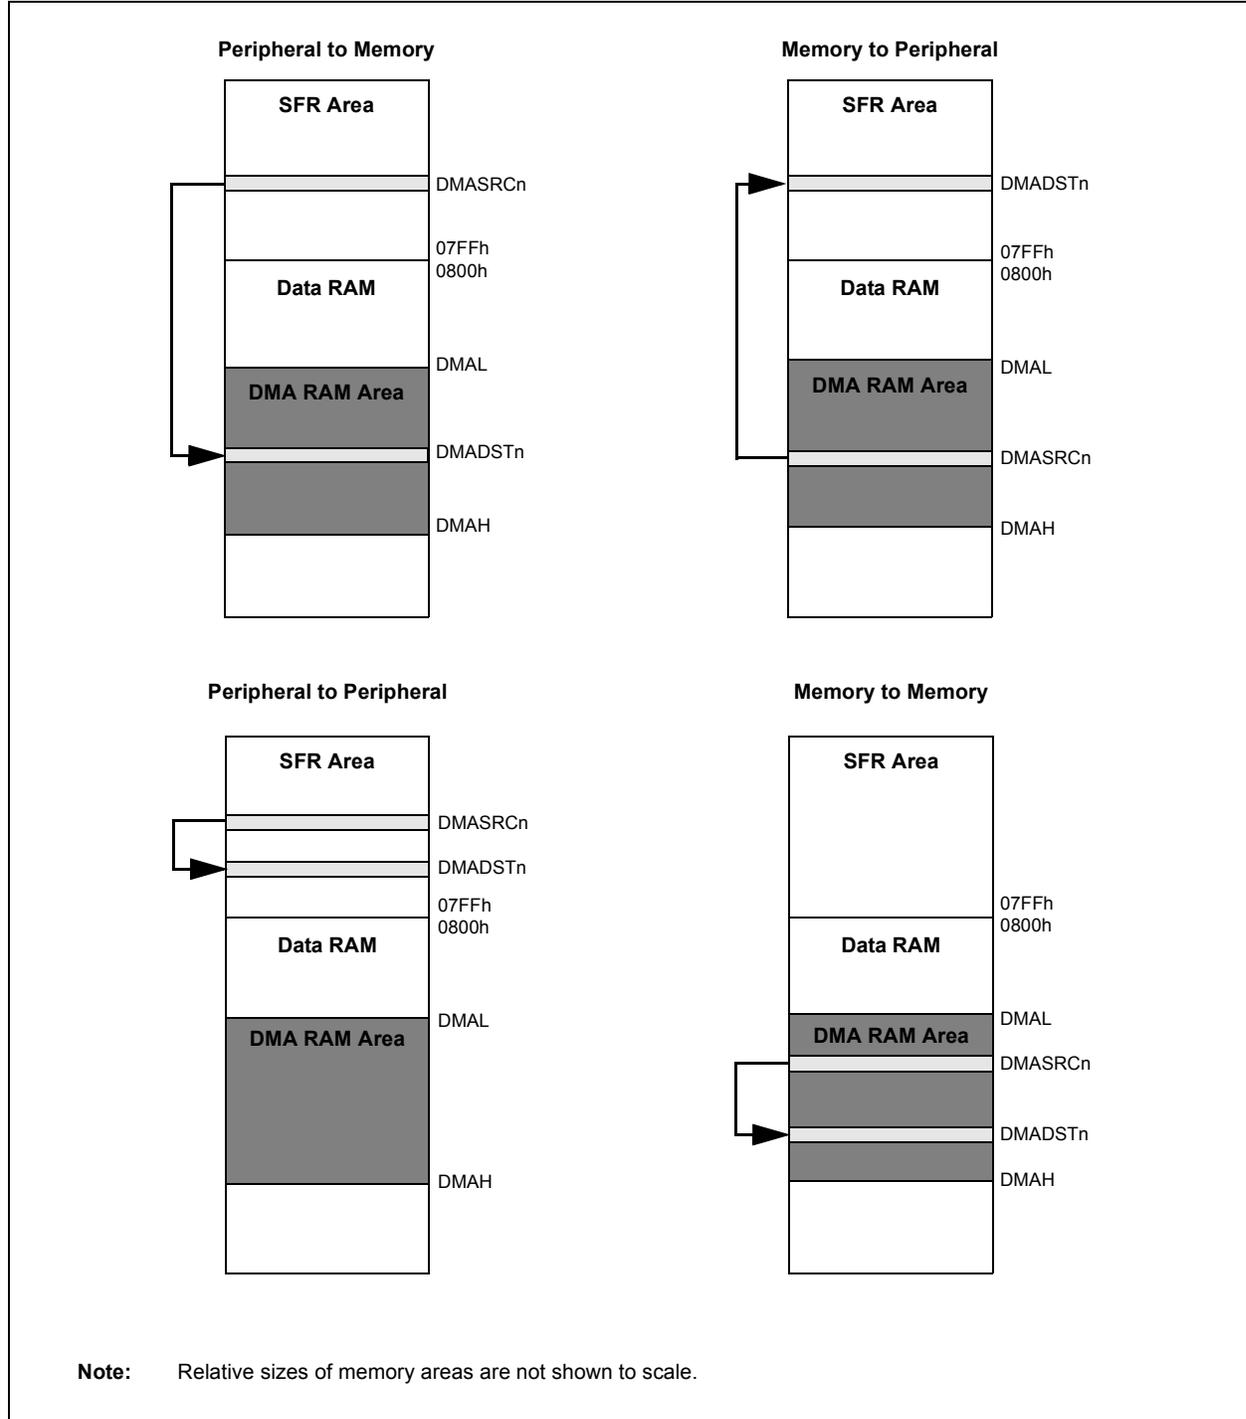 Peripheral to Memory
SFR Area
DMASRCn
07FFh
0800h
Data RAM
DMAL
DMA RAM Area
DMADSTn
DMAH
Memory to Peripheral
SFR Area
DMADSTn
07FFh
0800h
Data RAM
DMAL
DMA RAM Area
DMASRCn
DMAH
Peripheral to Peripheral
SFR Area
DMASRCn
DMADSTn
07FFh
0800h
Data RAM
DMAL
DMA RAM Area
DMAH
Memory to Memory
SFR Area
07FFh
0800h
Data RAM
DMAL
DMA RAM Area
DMASRCn
DMADSTn
DMAH
Note: Relative sizes of memory areas are not shown to scale.